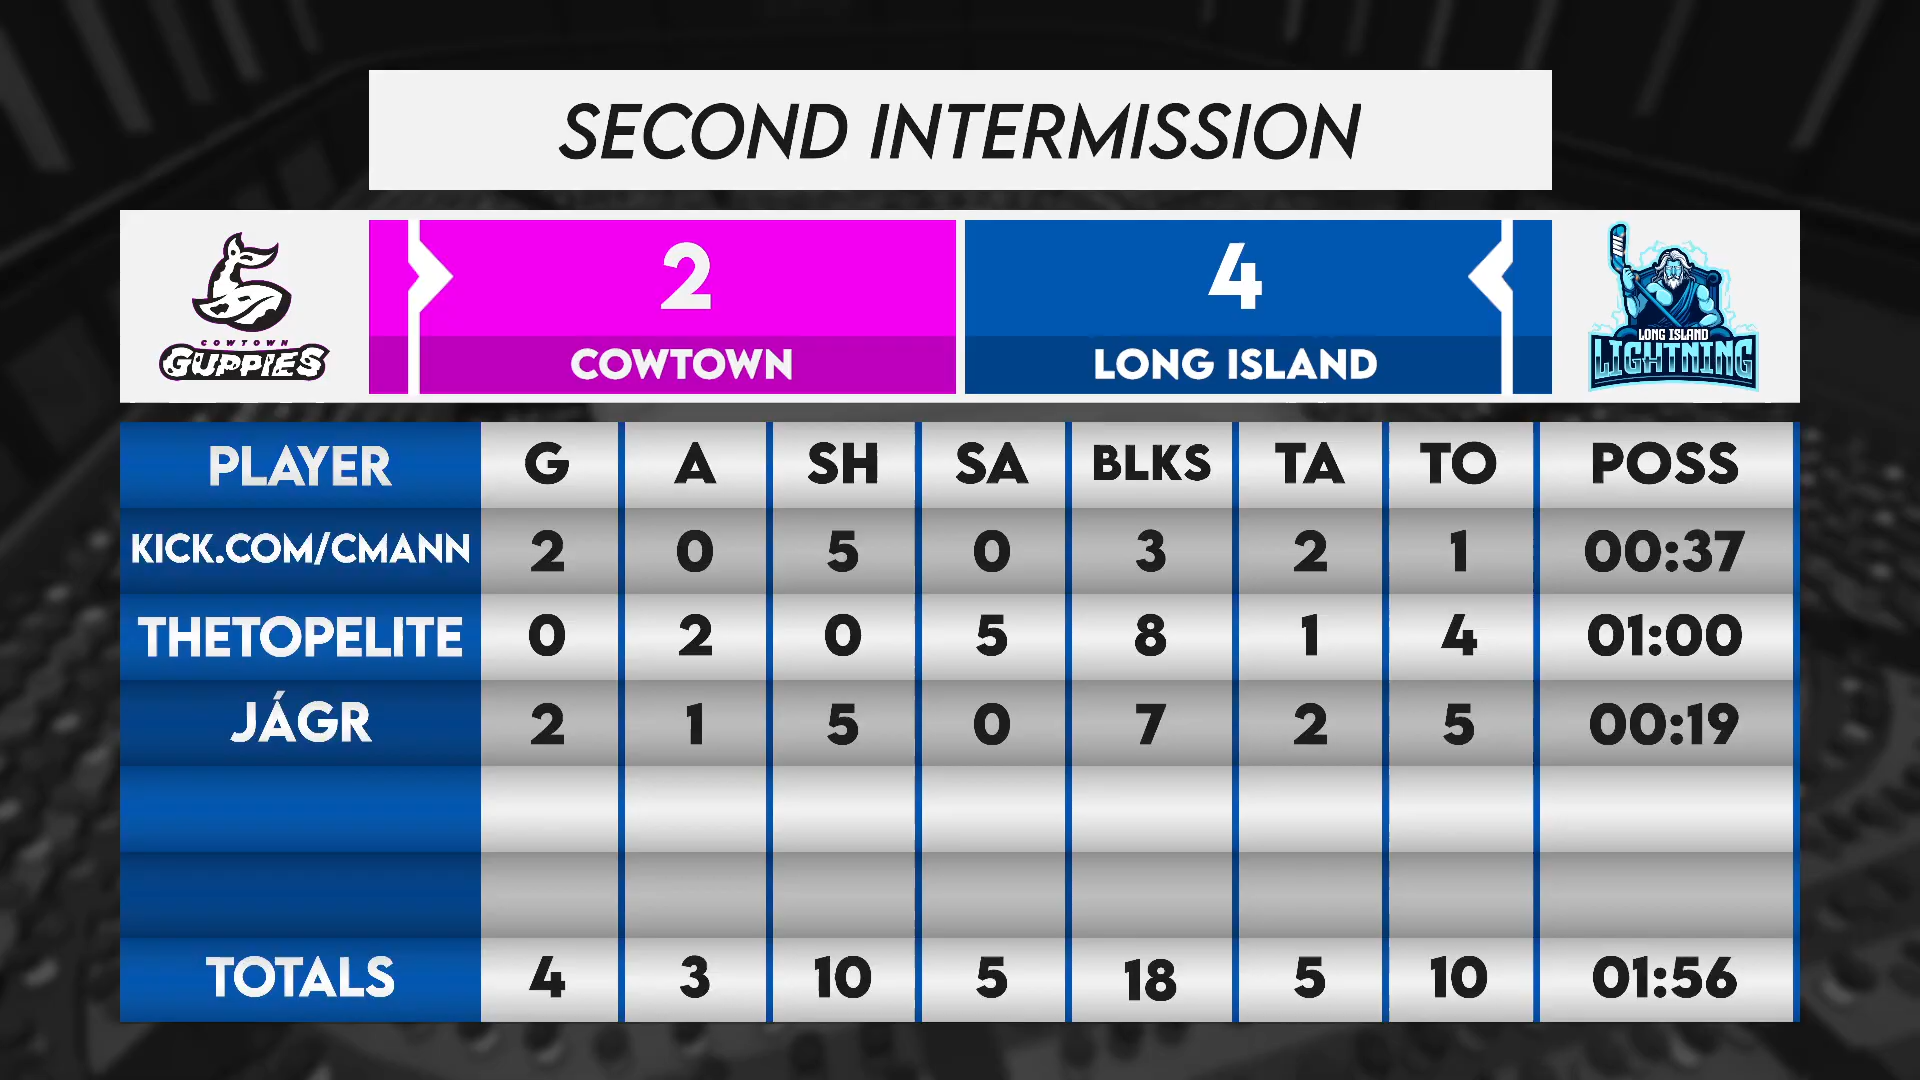 SECOND INTERMISSION
COWTOWN
GUPPIES
2
COWTOWN
4
LONG ISLAND
LONG ISLAND
LIGHTNING
PLAYER G A SH SA BLKS TA TO POSS
KICK.COM/CMANN 2 0 5 0 3 2 1 00:37
THETOPELITE 0 2 0 5 8 1 4 01:00
JÁGR 2 1 5 0 7 2 5 00:19
TOTALS 4 3 10 5 18 5 10 01:56